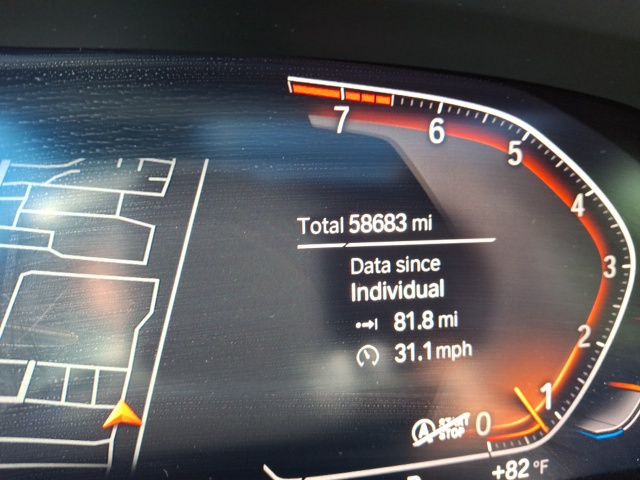 7
6
5
4
3
2
1
0
Total 58683 mi
Data since
Individual
81.8 mi
31.1 mph
A START
STOP
+82 °F